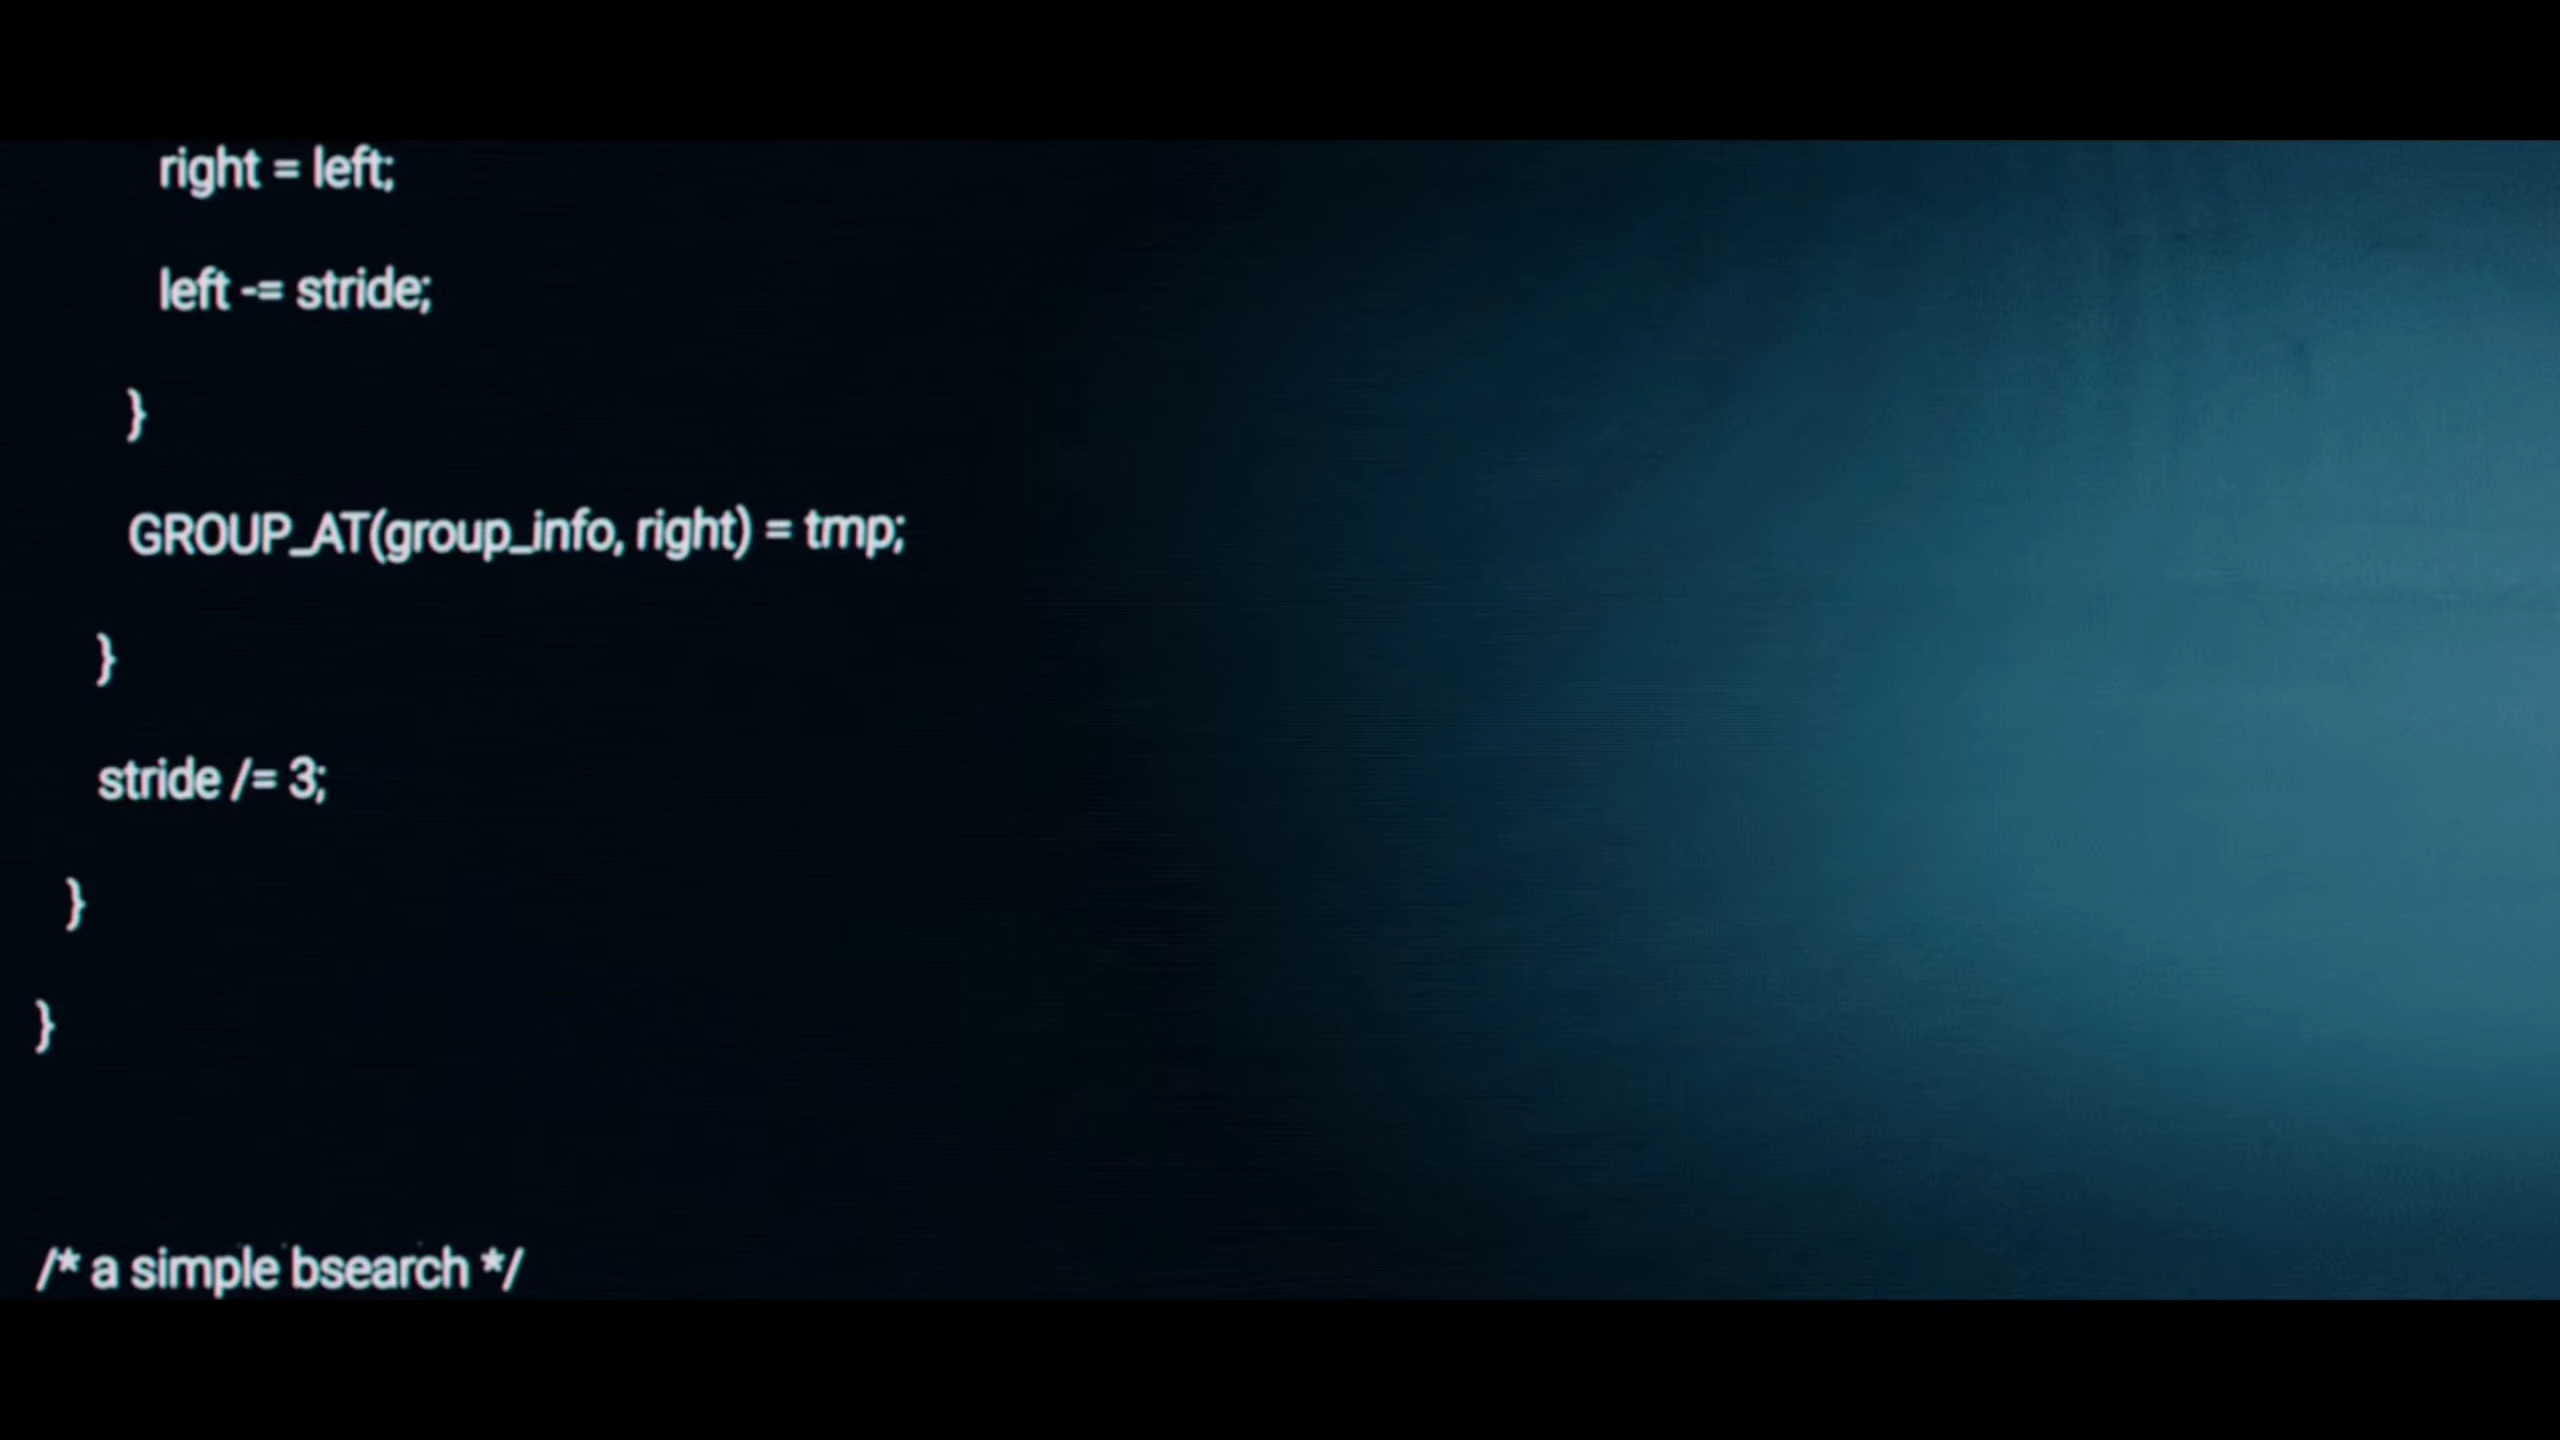 right = left;
left -= stride;
}
GROUP_AT(group_info, right) = tmp;
}
stride /= 3;
}
}
/* a simple bsearch */